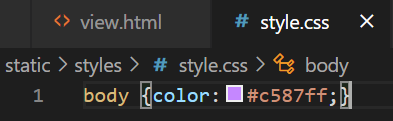 <> view.html # style.css ×
static > styles > # style.css > body
1 body {color: #c587ff;}